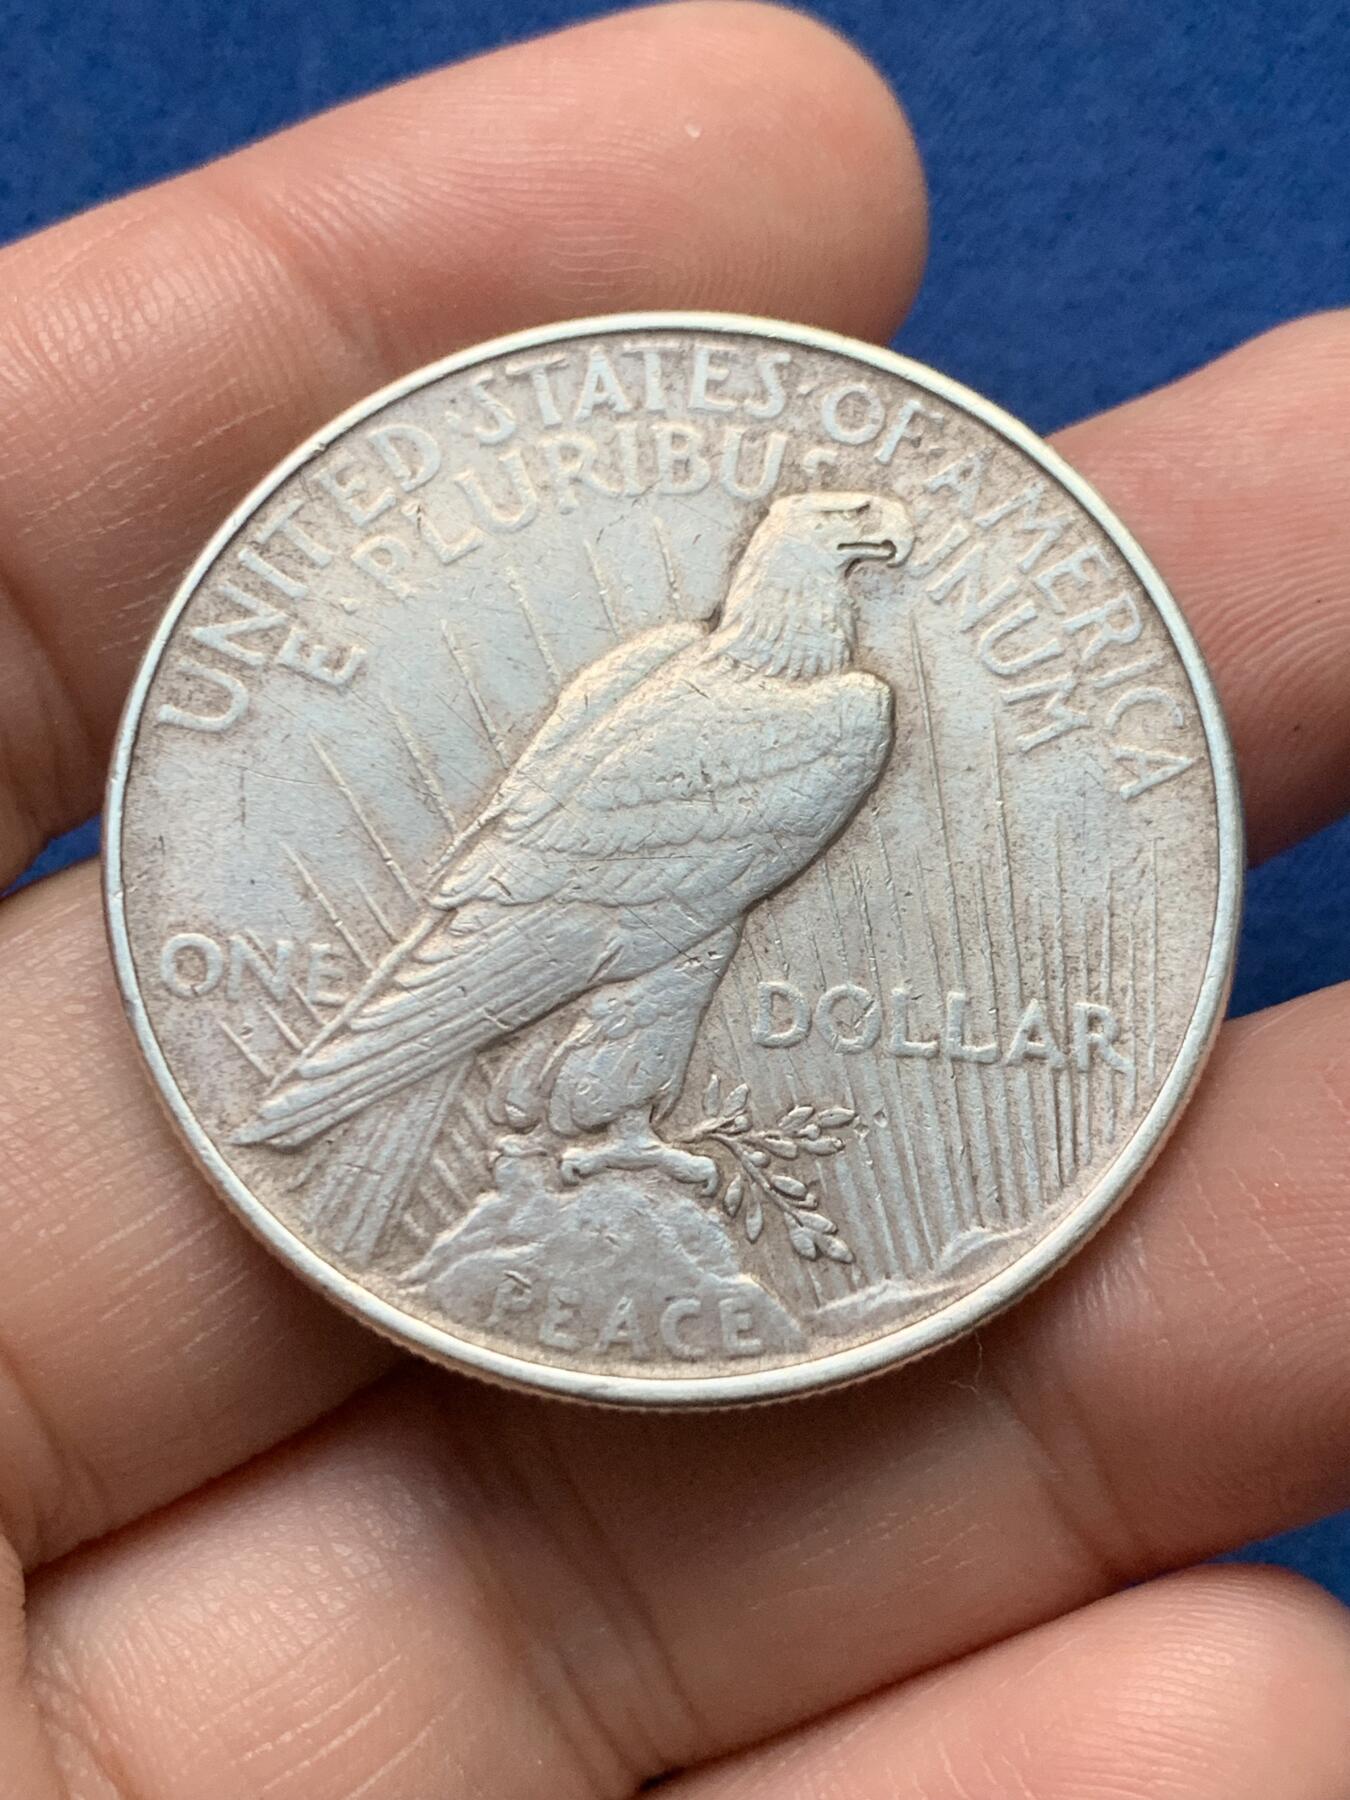 UNITED·STATES·OF·AMERICA
E·PLURIBUS UNUM
ONE DOLLAR
PEACE